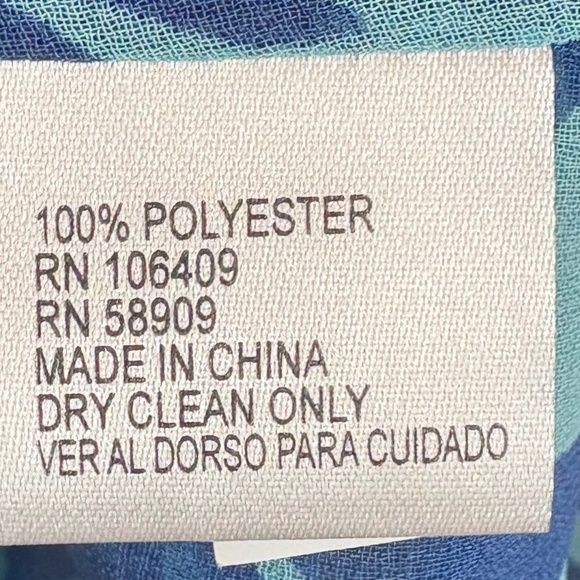 100% POLYESTER
RN 106409
RN 58909
MADE IN CHINA
DRY CLEAN ONLY
VER AL DORSO PARA CUIDADO